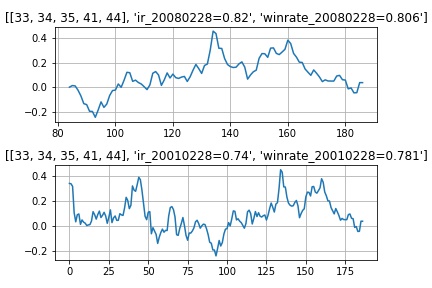 [[33, 34, 35, 41, 44], 'ir_20080228=0.82', 'winrate_20080228=0.806']
0.4
0.2
0.0
−0.2
80 100 120 140 160 180
[[33, 34, 35, 41, 44], 'ir_20010228=0.74', 'winrate_20010228=0.781']
0.4
0.2
0.0
−0.2
0 25 50 75 100 125 150 175